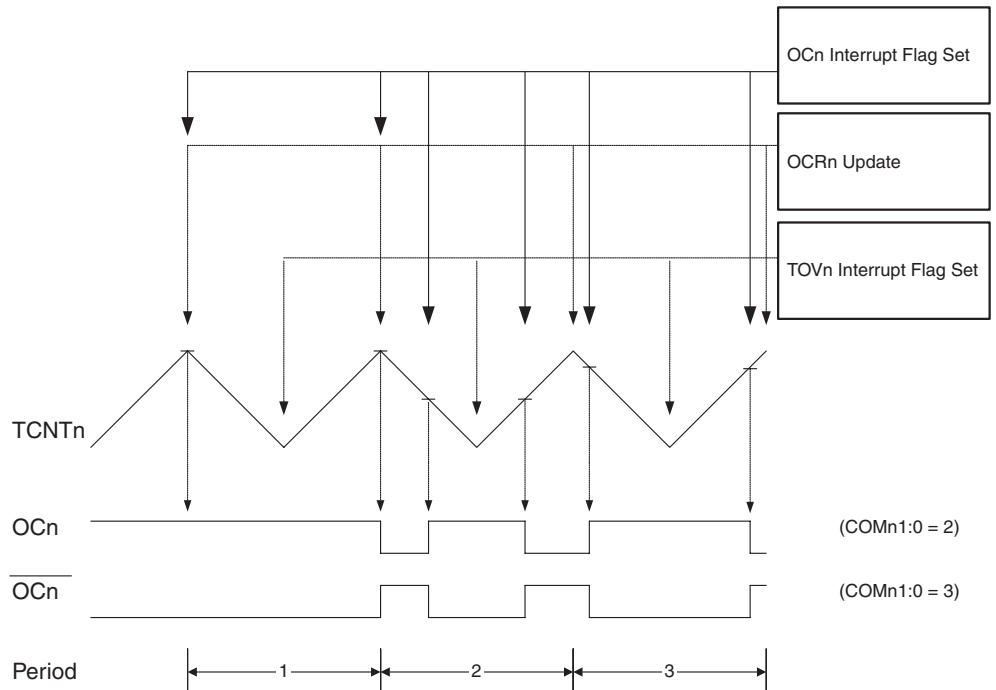 OCn Interrupt Flag Set
OCRn Update
TOVn Interrupt Flag Set
TCNTn
OCn (COMn1:0 = 2)
OCn (COMn1:0 = 3)
Period 1 2 3